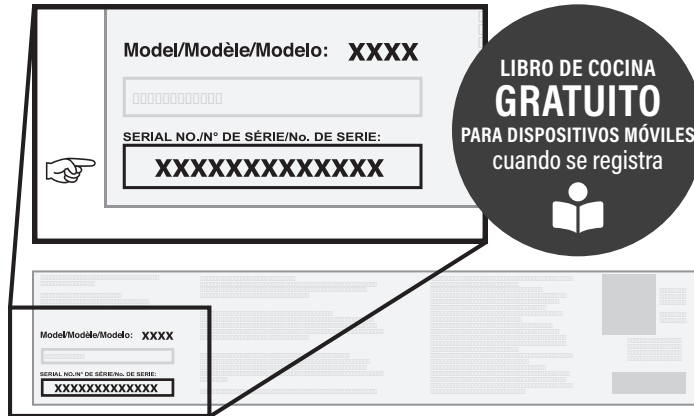 Model/Modèle/Modelo: XXXX
SERIAL NO./N° DE SÉRIE/No. DE SERIE:
XXXXXXXXXXXXX
LIBRO DE COCINA
GRATUITO
PARA DISPOSITIVOS MÓVILES
cuando se registra
Model/Modèle/Modelo: XXXX
SERIAL NO./N° DE SÉRIE/No. DE SERIE:
XXXXXXXXXXXXX